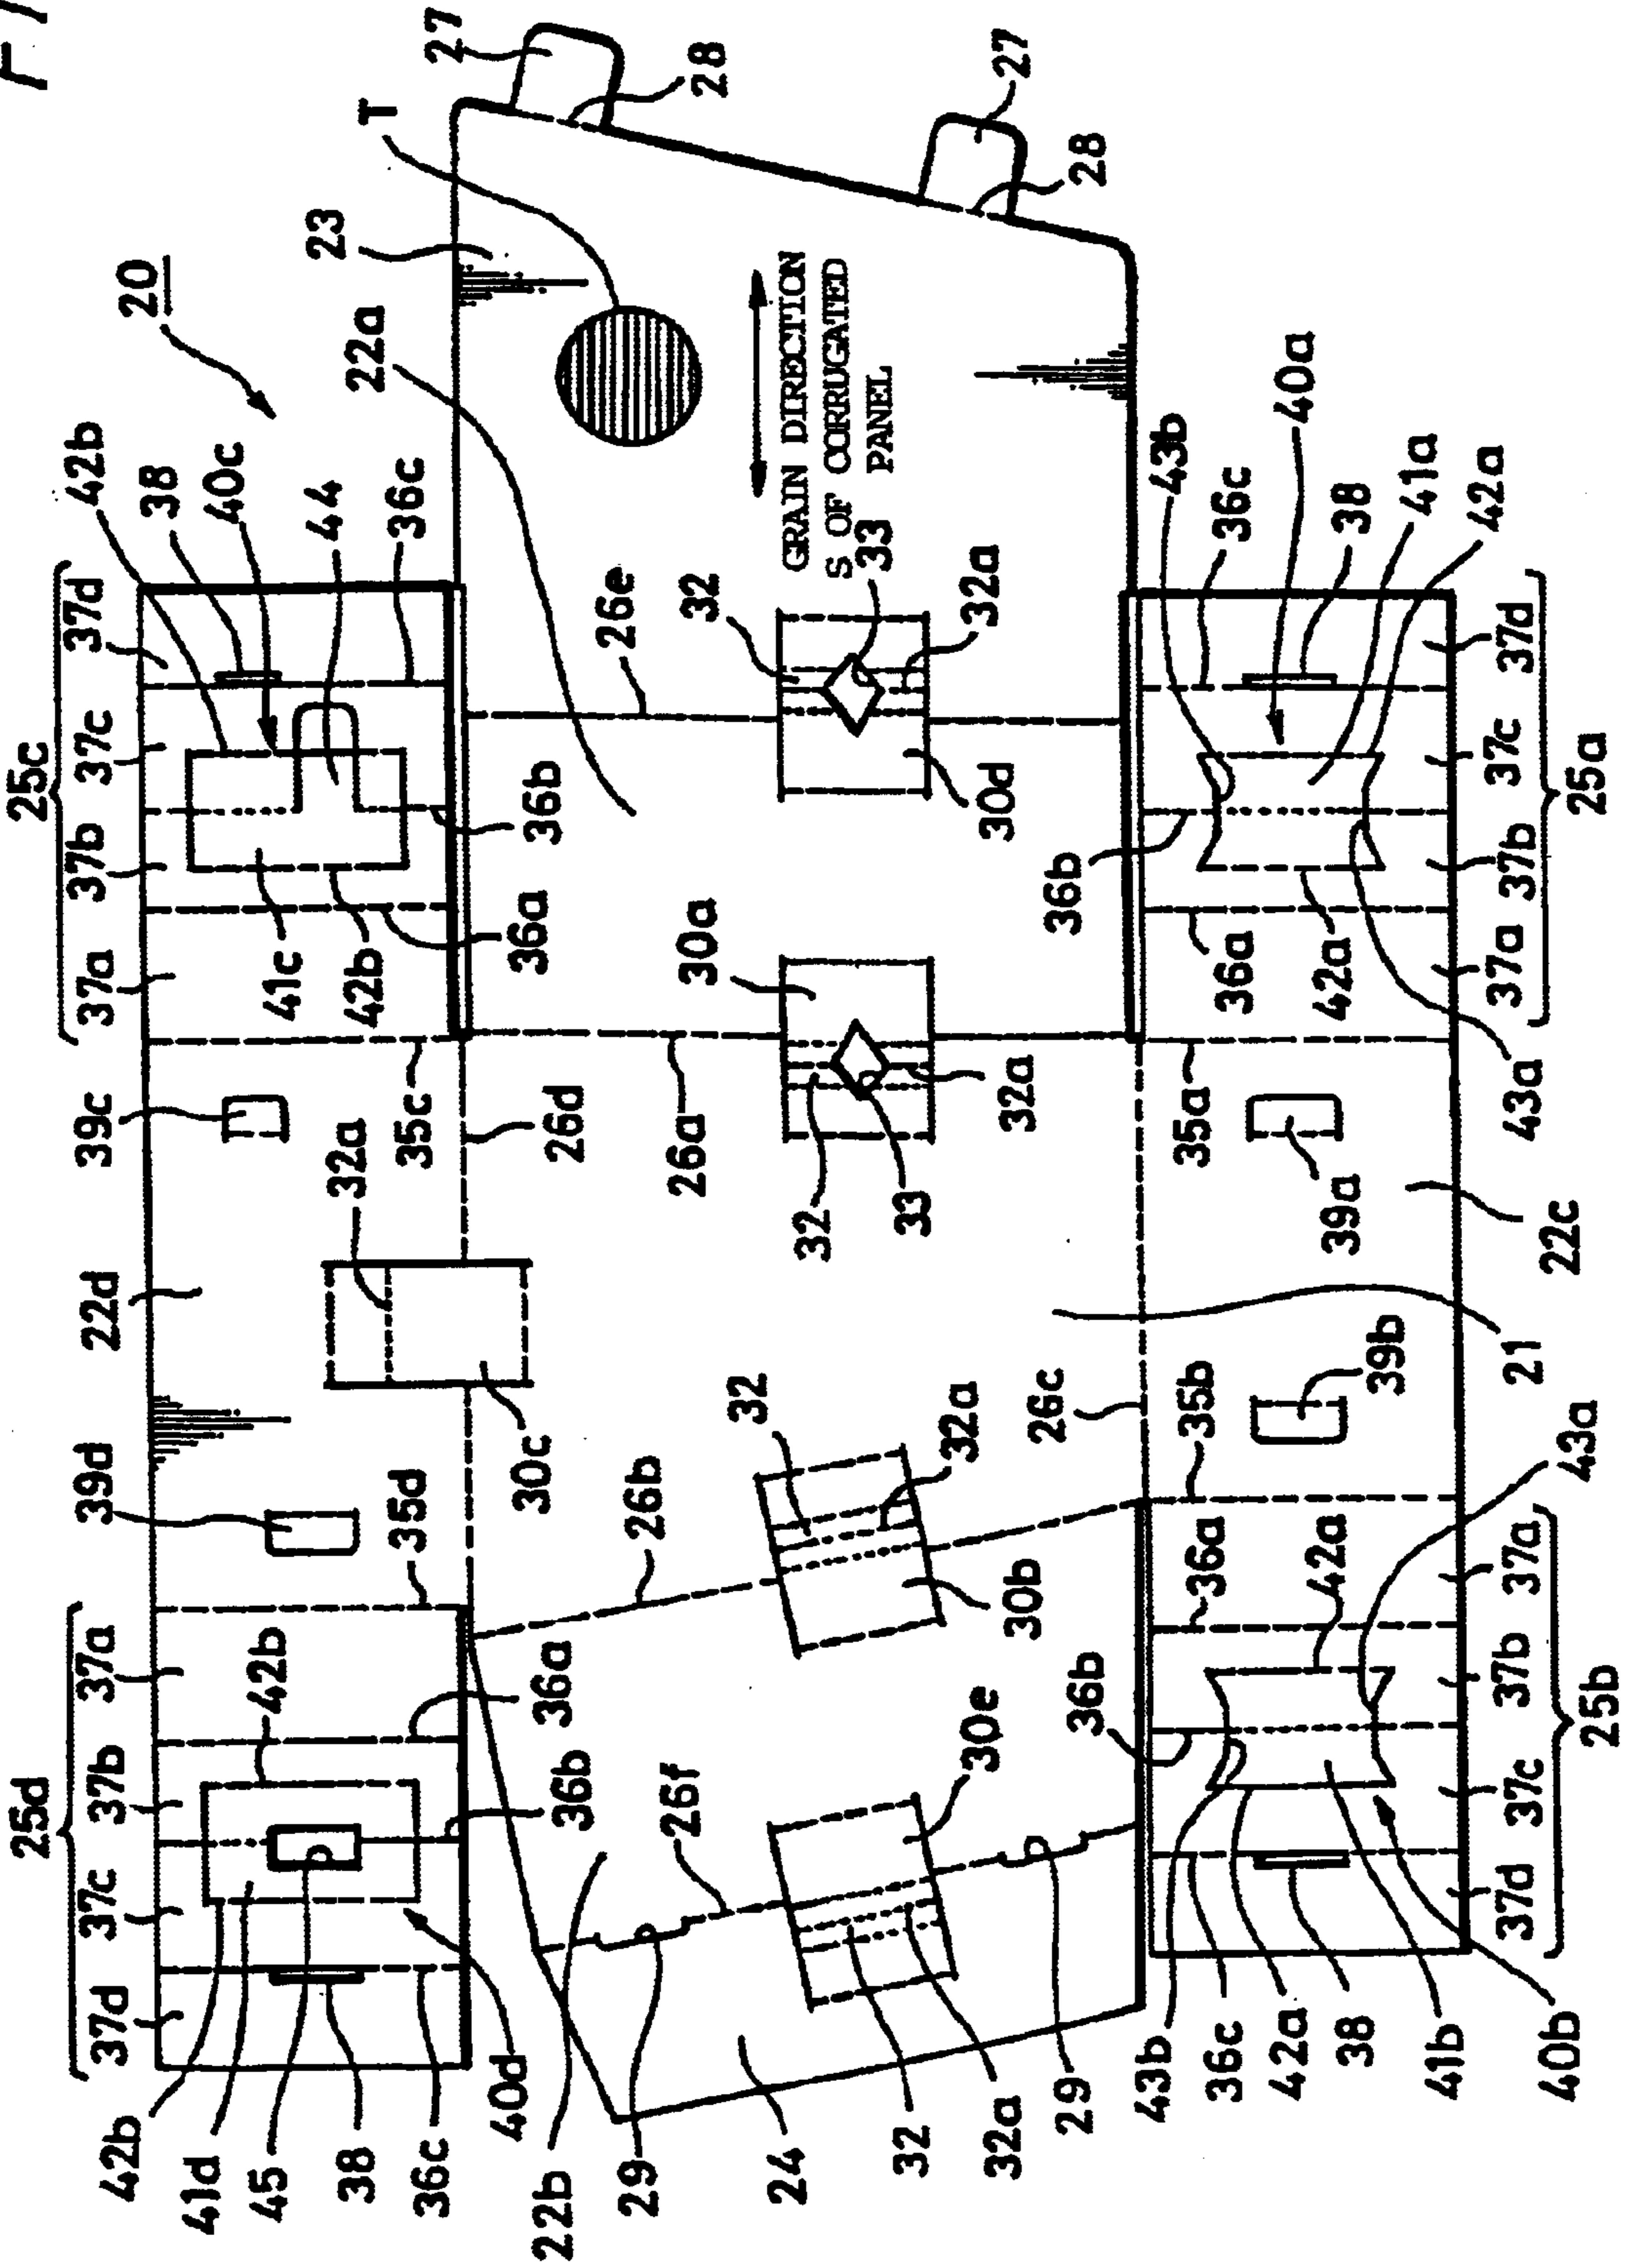 25d
25c
37d
37c
37b
37a
39d
22d
39c
37a
37b
37c
37d
42b
42b
20
38
41d
40c
45
42b
41c
44
23
38
32a
42b
22a
T
36c
35d
35c
36c
27
40d
30c
36a
22b
36a
26d
36b
36b
29
26b
26e
26f
26a
30a
32
28
24
32
32
GRAIN DIRECTION
S OF CORRUGATED
PANEL
33
32
33
30e
32a
30d
32a
27
32a
30b
32a
29
36b
26c
36b
28
43b
43b
36c
36a
35b
35a
36a
36c
42a
42a
39a
42a
40a
38
39b
38
41b
41a
37d
37c
37b
37a
21
37a
37b
37c
37d
42a
40b
43a
22c
43a
25b
25a